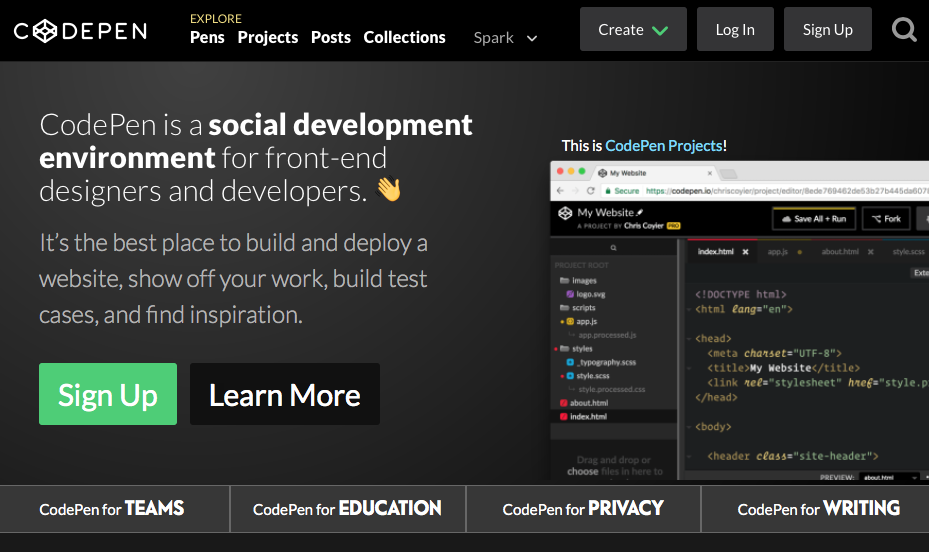 CODEPEN
EXPLORE
Pens Projects Posts Collections
Spark
Create
Log In
Sign Up
CodePen is a social development
environment for front-end
designers and developers. 👋
It's the best place to build and deploy a
website, show off your work, build test
cases, and find inspiration.
Sign Up
Learn More
This is CodePen Projects!
My Website
Secure
https://codepen.io/chriscoyier/project/editor/8ede769462de53b27b445da607
My Website
A PROJECT BY Chris Coyier PRO
Save All + Run
Fork
PROJECT ROOT
images
logo.svg
scripts
app.js
app.processed.js
styles
_typography.scss
style.scss
style.processed.css
about.html
index.html
Drag and drop or
choose files in here to
index.html
app.js
about.html
style.scss
Exte
<!DOCTYPE html>
<html lang="en">
<head>
<meta charset="UTF-8">
<title>My Website</title>
<link rel="stylesheet" href="style.p
</head>
<body>
<header class="site-header">
PREVIEW: about.html
CodePen for TEAMS
CodePen for EDUCATION
CodePen for PRIVACY
CodePen for WRITING